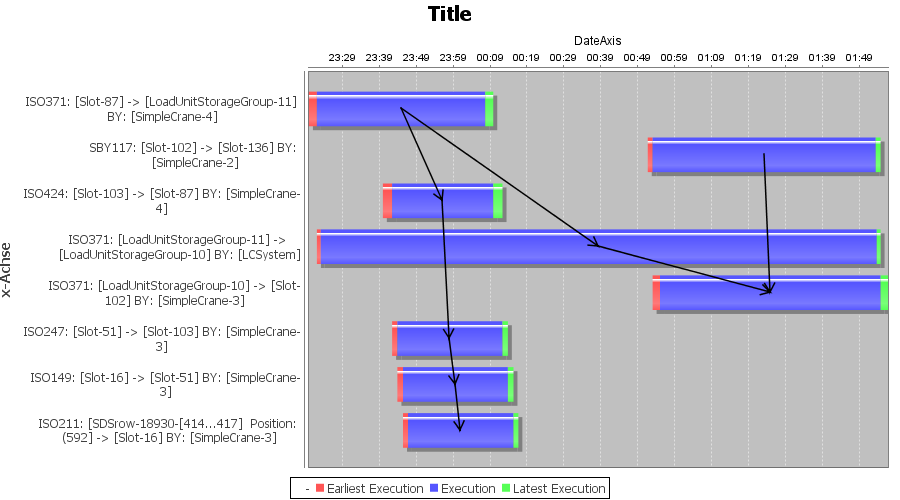 Title
DateAxis
23:29 23:39 23:49 23:59 00:09 00:19 00:29 00:39 00:49 00:59 01:09 01:19 01:29 01:39 01:49
x-Achse
ISO371: [Slot-87] -> [LoadUnitStorageGroup-11]
BY: [SimpleCrane-4]
SBY117: [Slot-102] -> [Slot-136] BY:
[SimpleCrane-2]
ISO424: [Slot-103] -> [Slot-87] BY: [SimpleCrane-
4]
ISO371: [LoadUnitStorageGroup-11] ->
[LoadUnitStorageGroup-10] BY: [LCSystem]
ISO371: [LoadUnitStorageGroup-10] -> [Slot-
102] BY: [SimpleCrane-3]
ISO247: [Slot-51] -> [Slot-103] BY: [SimpleCrane-
3]
ISO149: [Slot-16] -> [Slot-51] BY: [SimpleCrane-
3]
ISO211: [SDSrow-18930-[414...417] Position:
(592] -> [Slot-16] BY: [SimpleCrane-3]
- Earliest Execution Execution Latest Execution